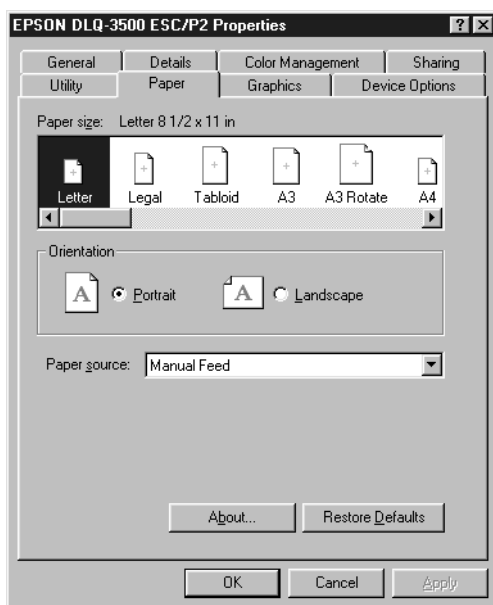 EPSON DLQ-3500 ESC/P2 Properties
General Details Color Management Sharing
Utility Paper Graphics Device Options
Paper size: Letter 8 1/2 x 11 in
Letter Legal Tabloid A3 A3 Rotate A4
Orientation
A Portrait A Landscape
Paper source: Manual Feed
About... Restore Defaults
OK Cancel Apply